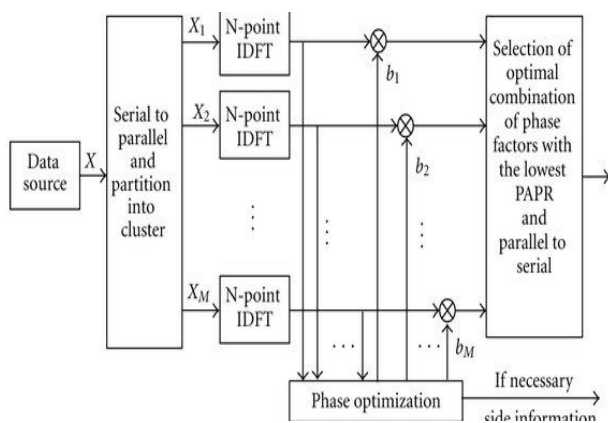 Data
source
X
Serial to
parallel
and
partition
into
cluster
X1
N-point
IDFT
b1
X2
N-point
IDFT
b2
XM
N-point
IDFT
bM
Selection of
optimal
combination
of phase
factors with
the lowest
PAPR
and
parallel to
serial
Phase optimization
If necessary
side information